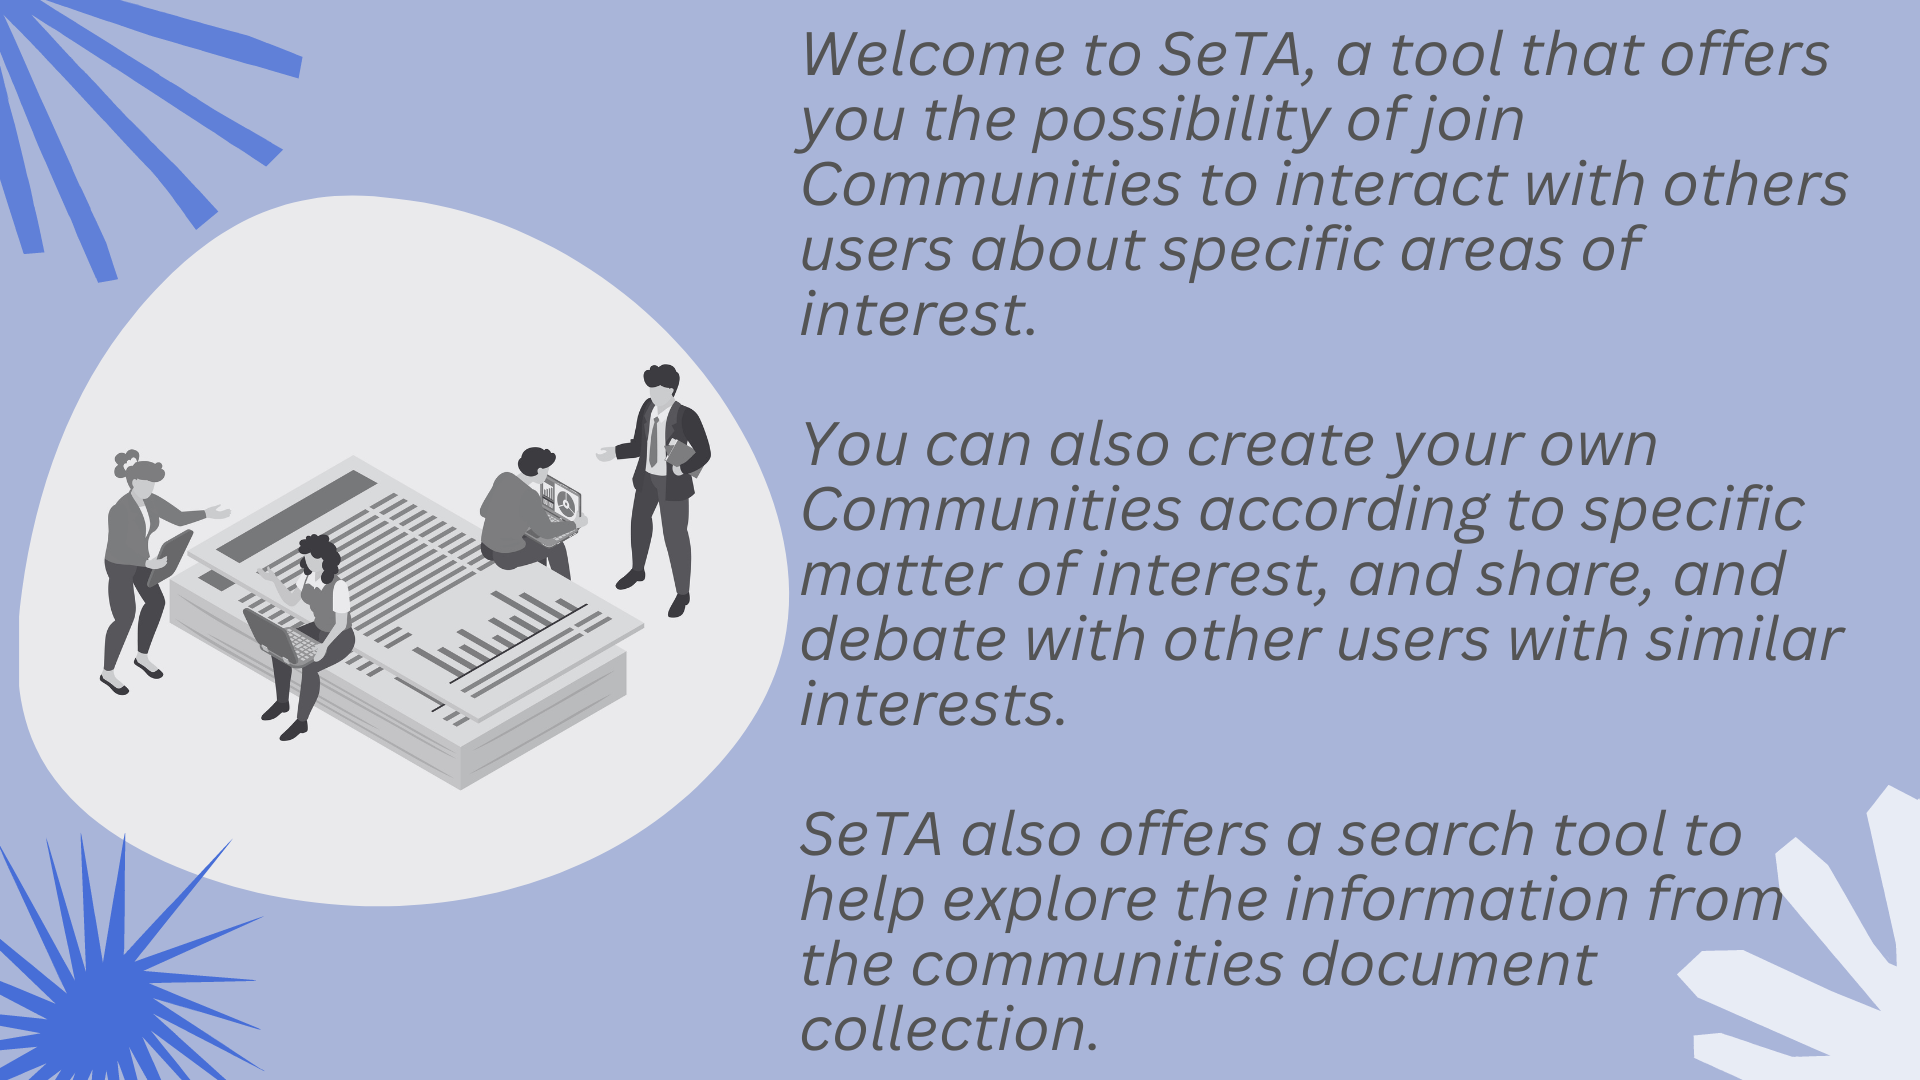 Welcome to SeTA, a tool that offers
you the possibility of join
Communities to interact with others
users about specific areas of
interest.
You can also create your own
Communities according to specific
matter of interest, and share, and
debate with other users with similar
interests.
SeTA also offers a search tool to
help explore the information from
the communities document
collection.